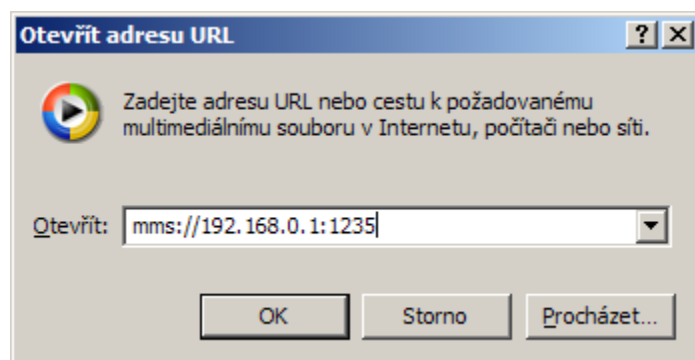 Otevřít adresu URL
Zadejte adresu URL nebo cestu k požadovanému
multimediálnímu souboru v Internetu, počítači nebo síti.
Otevřít: mms://192.168.0.1:1235
OK Storno Procházet...